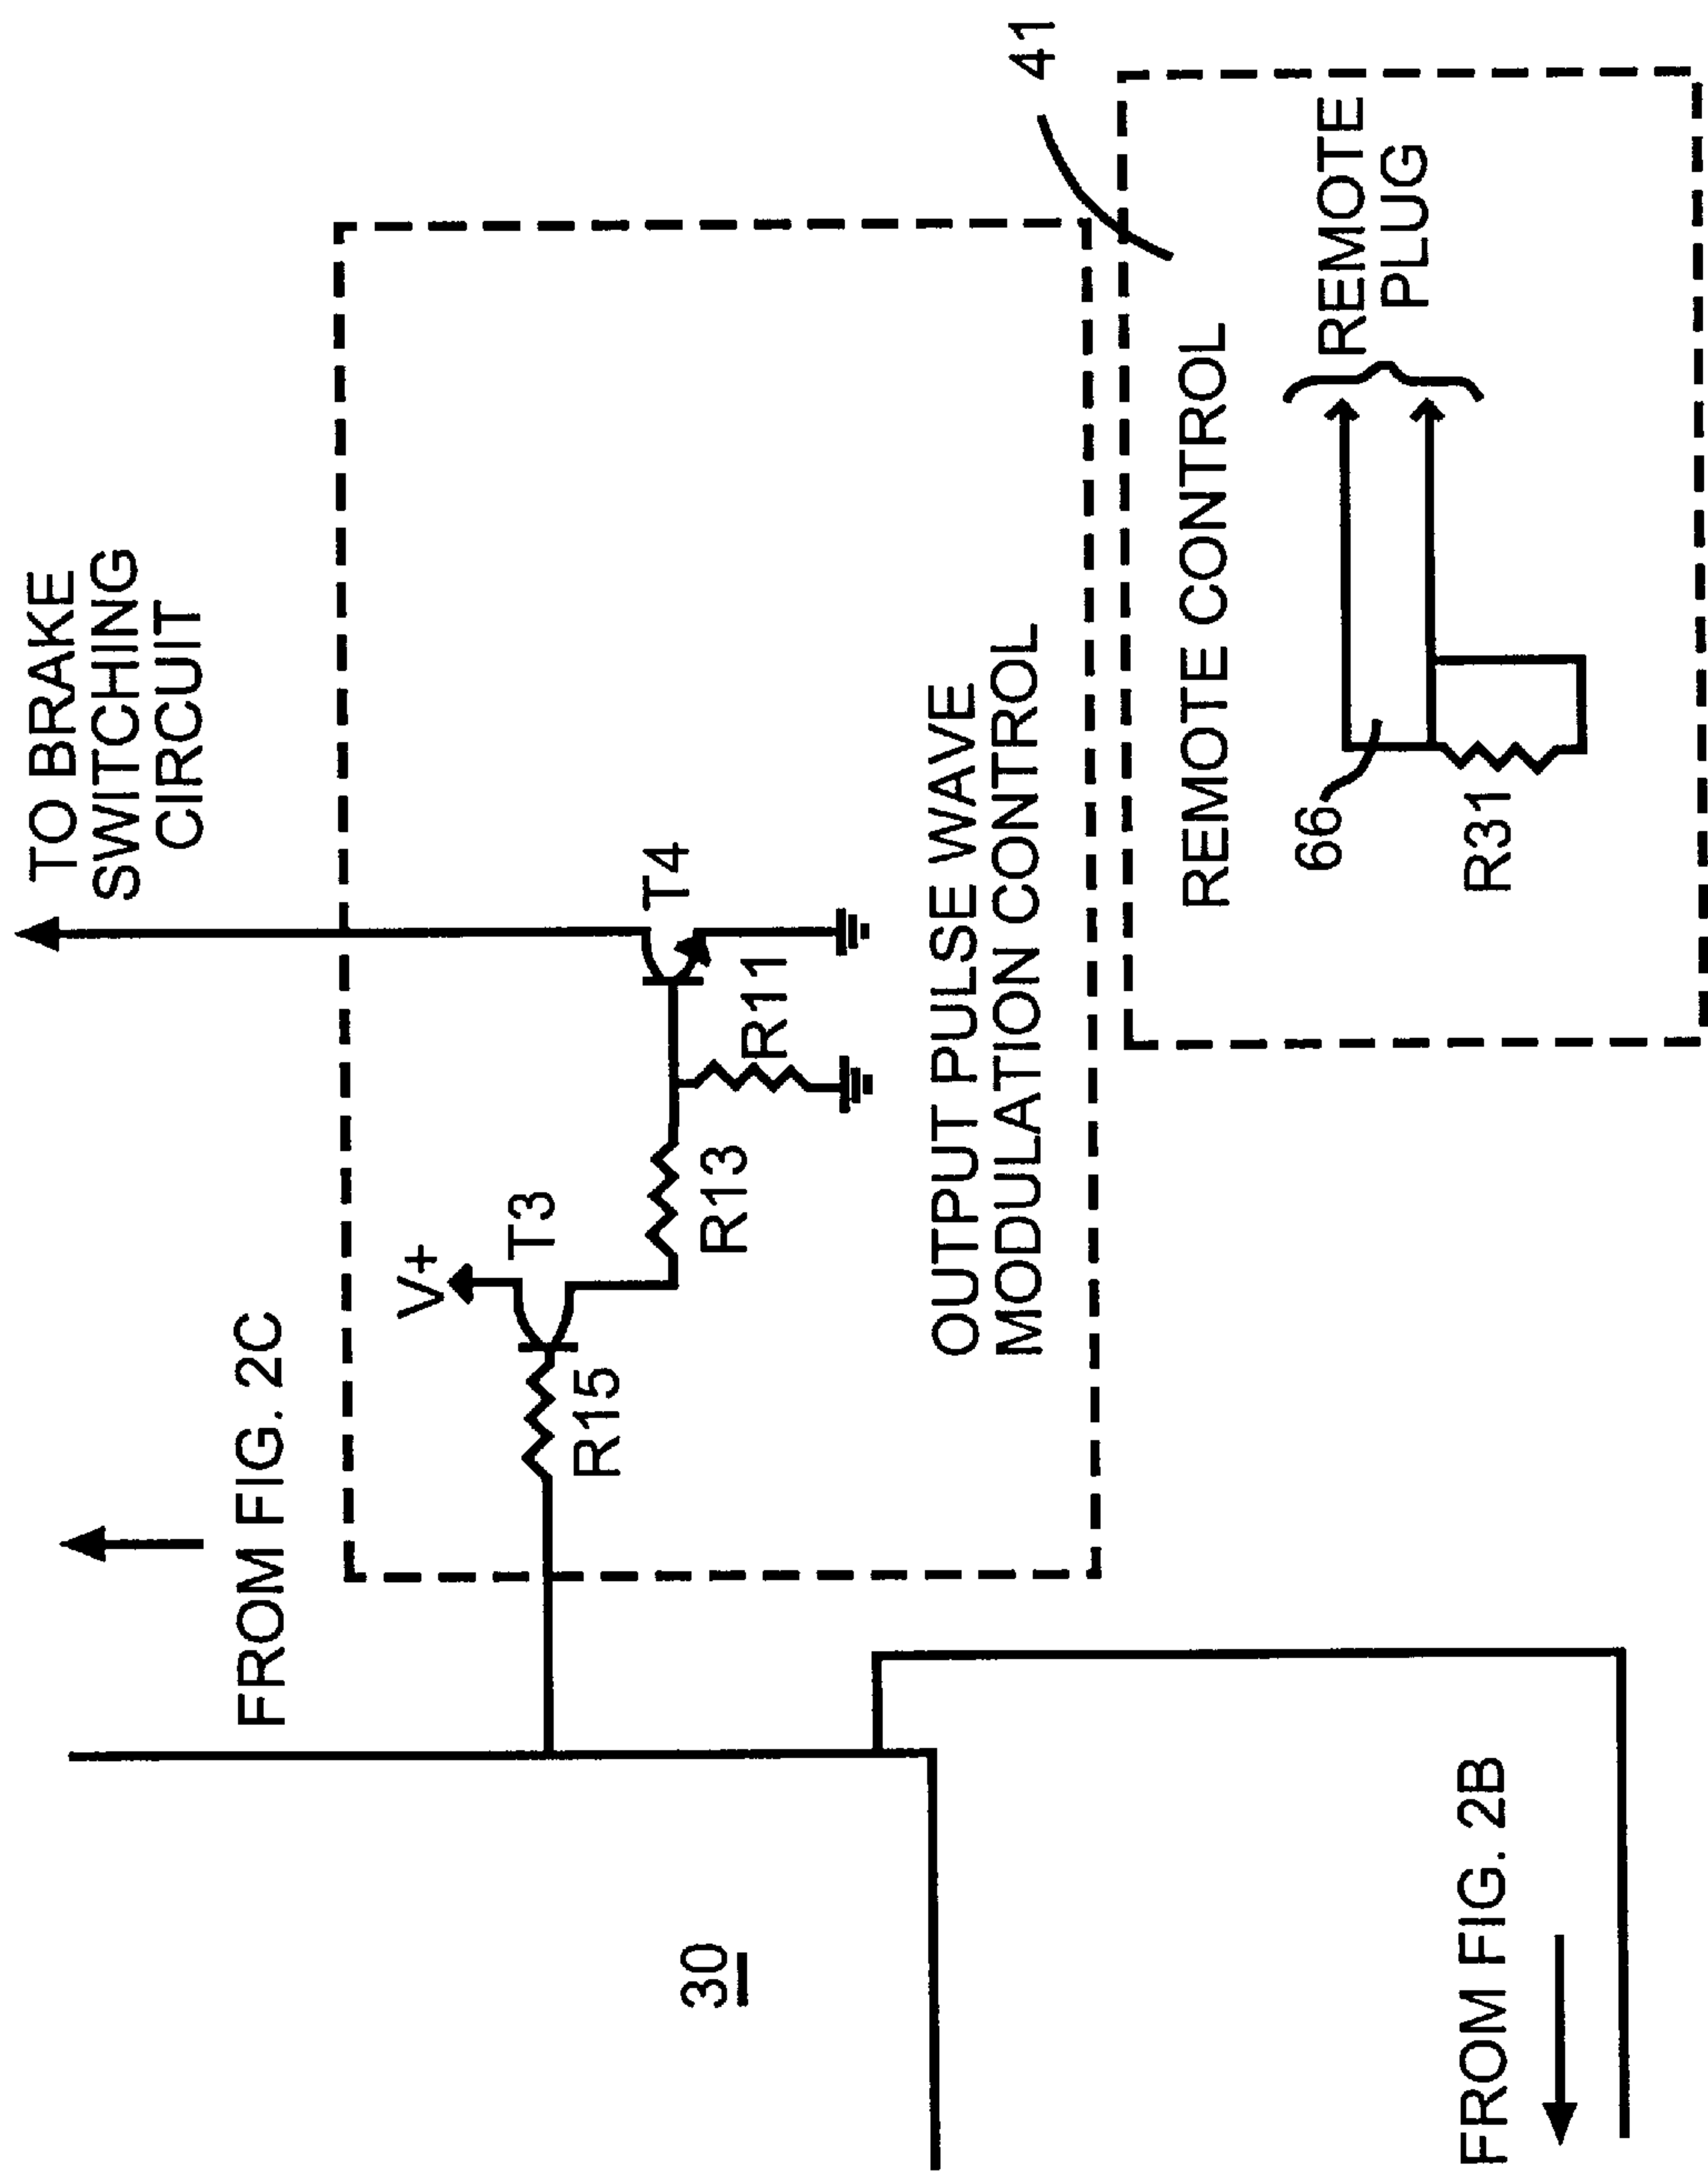 TO BRAKE
SWITCHING
CIRCUIT
FROM FIG. 2C
V+
T3
T4
R15
R13
R11
OUTPUT PULSE WAVE
MODULATION CONTROL
30
41
REMOTE CONTROL
REMOTE
PLUG
66
R31
FROM FIG. 2B